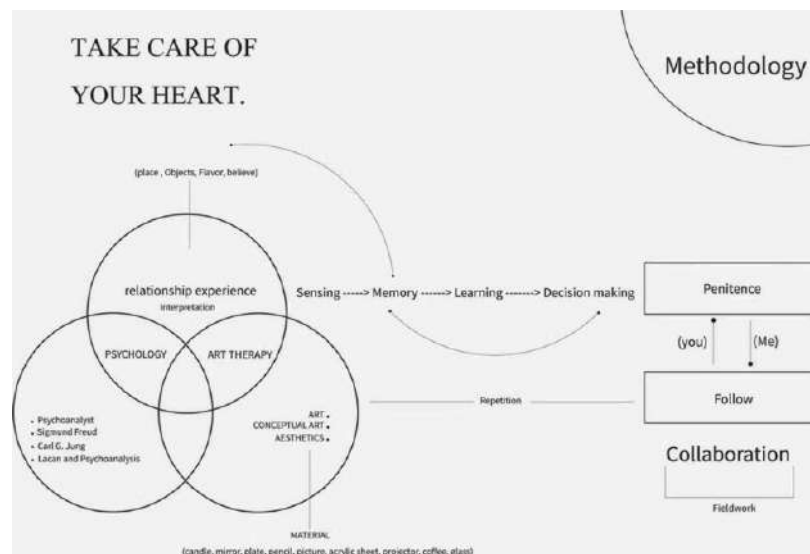 TAKE CARE OF
YOUR HEART.
Methodology
(place , Objects, Flavor, believe)
relationship experience
interpretation
Sensing ‑‑‑‑‑> Memory ‑‑‑‑‑‑> Learning ‑‑‑‑‑‑> Decision making
Penitence
(you)
(Me)
PSYCHOLOGY
ART THERAPY
Repetition
Follow
• Psychoanalyst
• Sigmund Freud
• Carl G. Jung
• Lacan and Psychoanalysis
ART •
CONCEPTUAL ART •
AESTHETICS •
Collaboration
Fieldwork
MATERIAL
(candle, mirror, plate, pencil, picture, acrylic sheet, projector, coffee, glass)